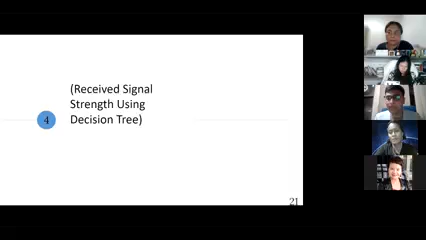 (Received Signal
Strength Using
4
Decision Tree)
21